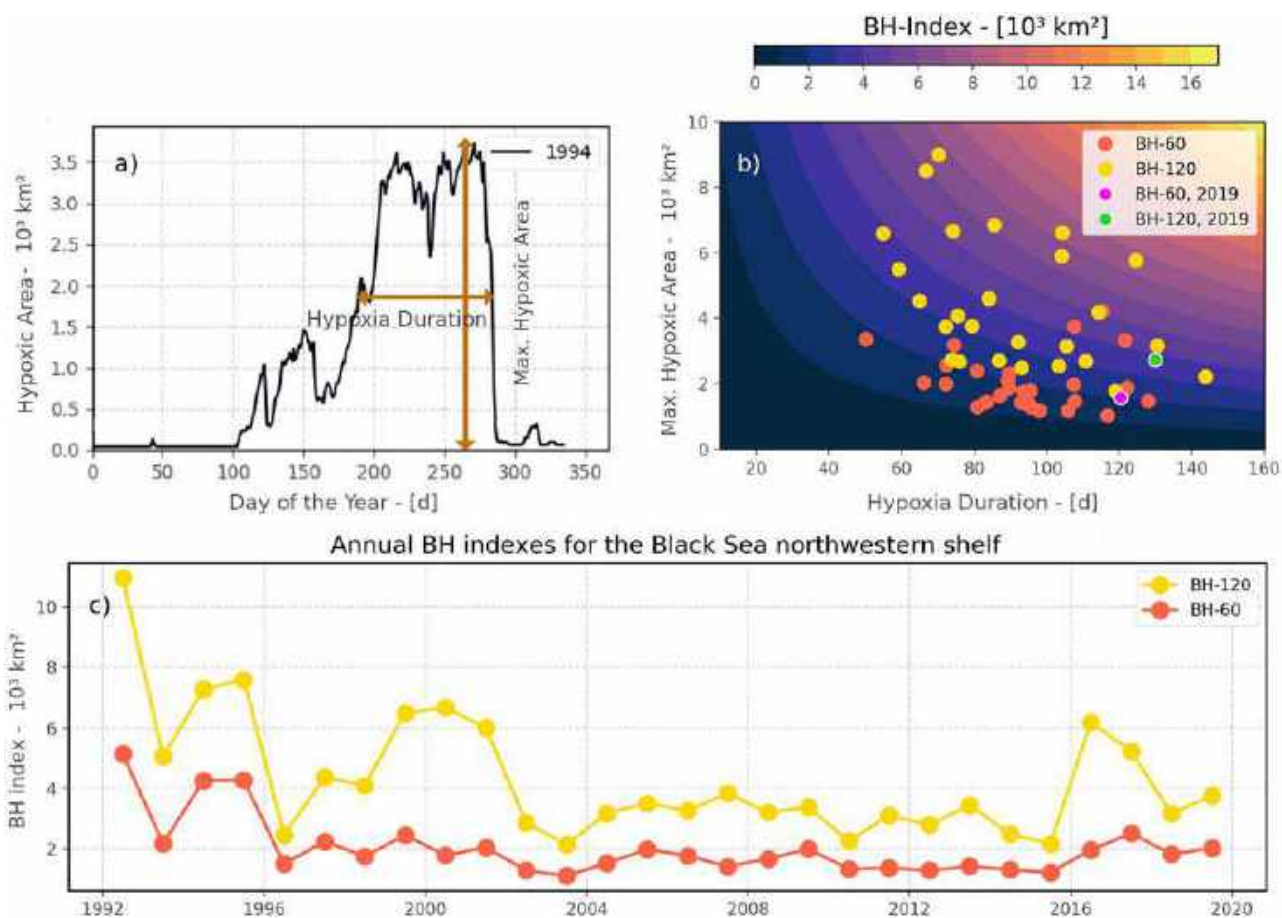 BH-Index - [10³ km²]
0 2 4 6 8 10 12 14 16
a)
1994
Hypoxic Area - 10³ km²
3.5
3.0
2.5
2.0
1.5
1.0
0.5
0.0
Hypoxia Duration
Max. Hypoxic Area
0 50 100 150 200 250 300 350
Day of the Year - [d]
b)
BH-60
BH-120
BH-60, 2019
BH-120, 2019
Max. Hypoxic Area - 10³ km²
10
8
6
4
2
0
20 40 60 80 100 120 140 160
Hypoxia Duration - [d]
Annual BH indexes for the Black Sea northwestern shelf
c)
BH-120
BH-60
BH index - 10³ km²
10
8
6
4
2
1992 1996 2000 2004 2008 2012 2016 2020